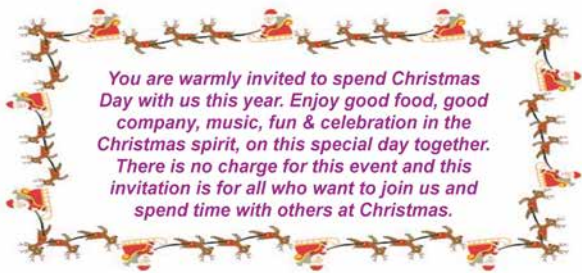 You are warmly invited to spend Christmas
Day with us this year. Enjoy good food, good
company, music, fun & celebration in the
Christmas spirit, on this special day together.
There is no charge for this event and this
invitation is for all who want to join us and
spend time with others at Christmas.